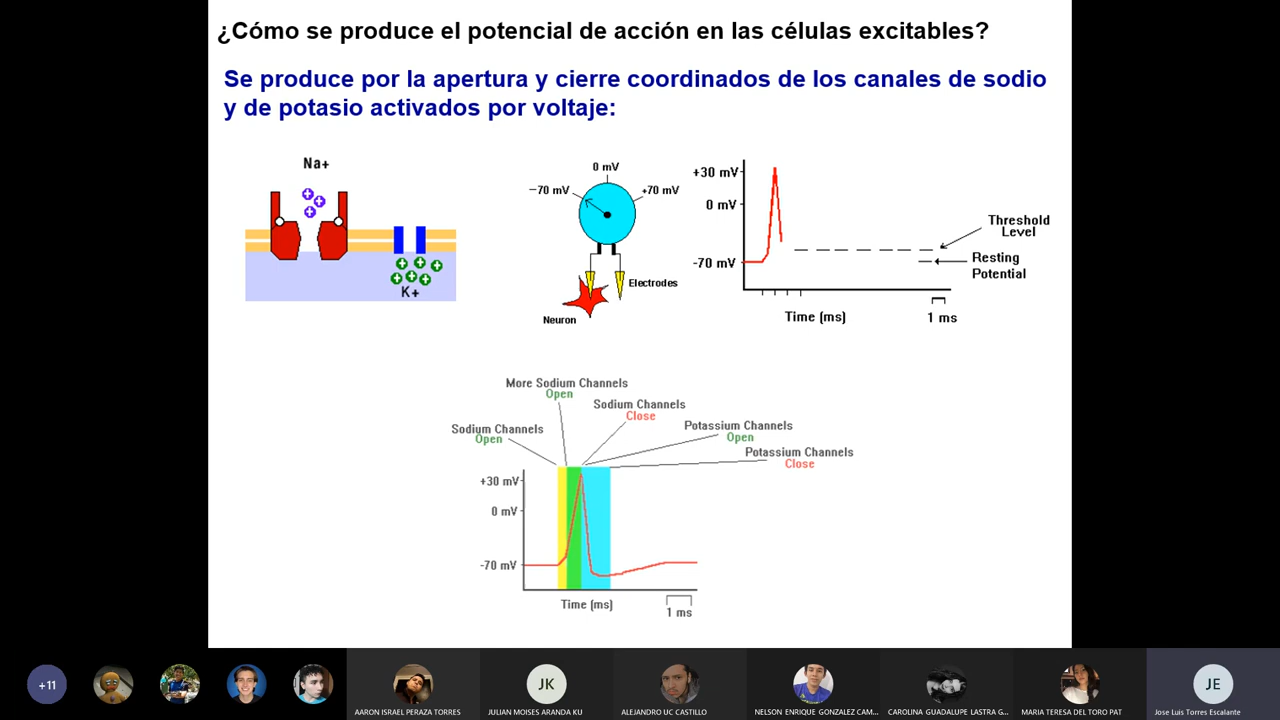 ¿Cómo se produce el potencial de acción en las células excitables?
Se produce por la apertura y cierre coordinados de los canales de sodio
y de potasio activados por voltaje:
Na+
K+
0 mV
-70 mV
+70 mV
Electrodes
Neuron
+30 mV
0 mV
-70 mV
Threshold
Level
Resting
Potential
Time (ms)
1 ms
More Sodium Channels
Open
Sodium Channels
Close
Sodium Channels
Open
Potassium Channels
Open
Potassium Channels
Close
+30 mV
0 mV
-70 mV
Time (ms)
1 ms
+11
JK
JE
AARON ISRAEL PERAZA TORRES
JULIAN MOISES ARANDA KU
ALEJANDRO UC CASTILLO
NELSON ENRIQUE GONZALEZ CAM...
CAROLINA GUADALUPE LASTRA G...
MARIA TERESA DEL TORO PAT
Jose Luis Torres Escalante